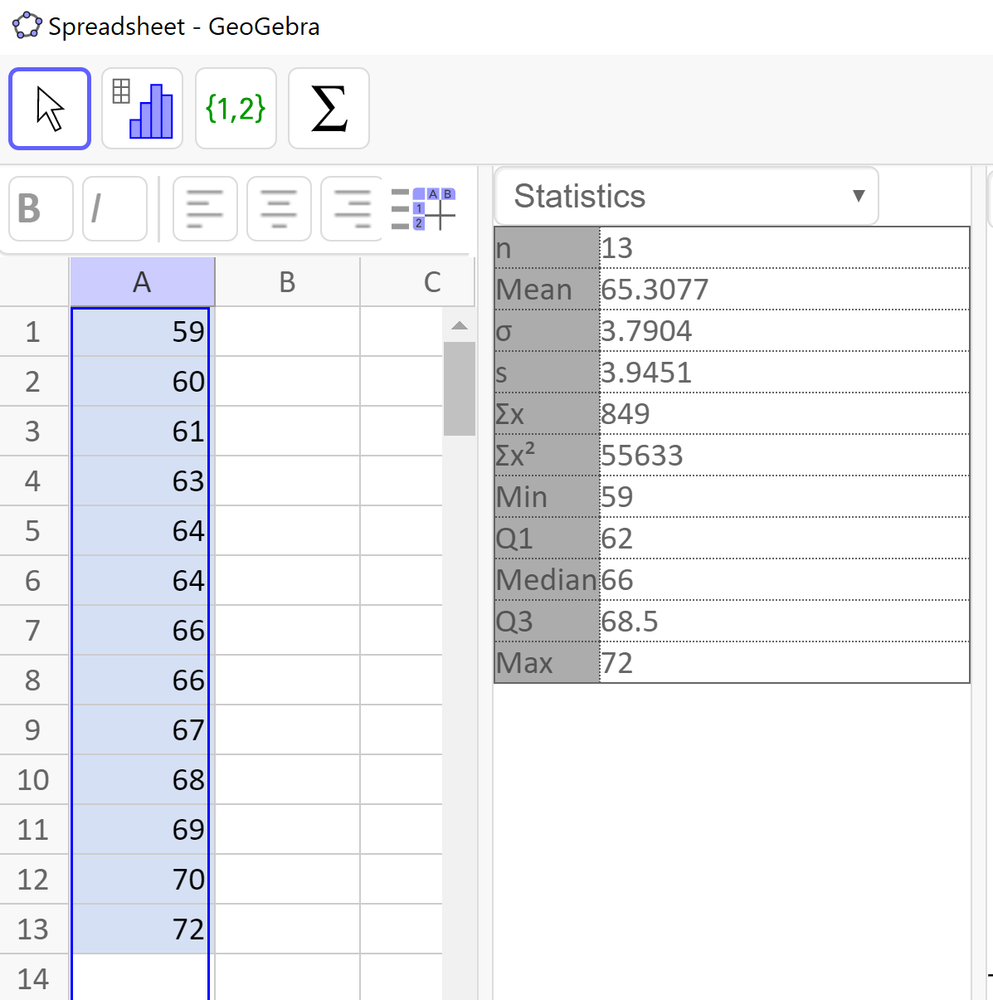 Spreadsheet - GeoGebra
{1,2} Σ
B I A B 1 2
Statistics ▼
A B C
1 59
2 60
3 61
4 63
5 64
6 64
7 66
8 66
9 67
10 68
11 69
12 70
13 72
14
n 13
Mean 65.3077
σ 3.7904
s 3.9451
Σx 849
Σx² 55633
Min 59
Q1 62
Median 66
Q3 68.5
Max 72